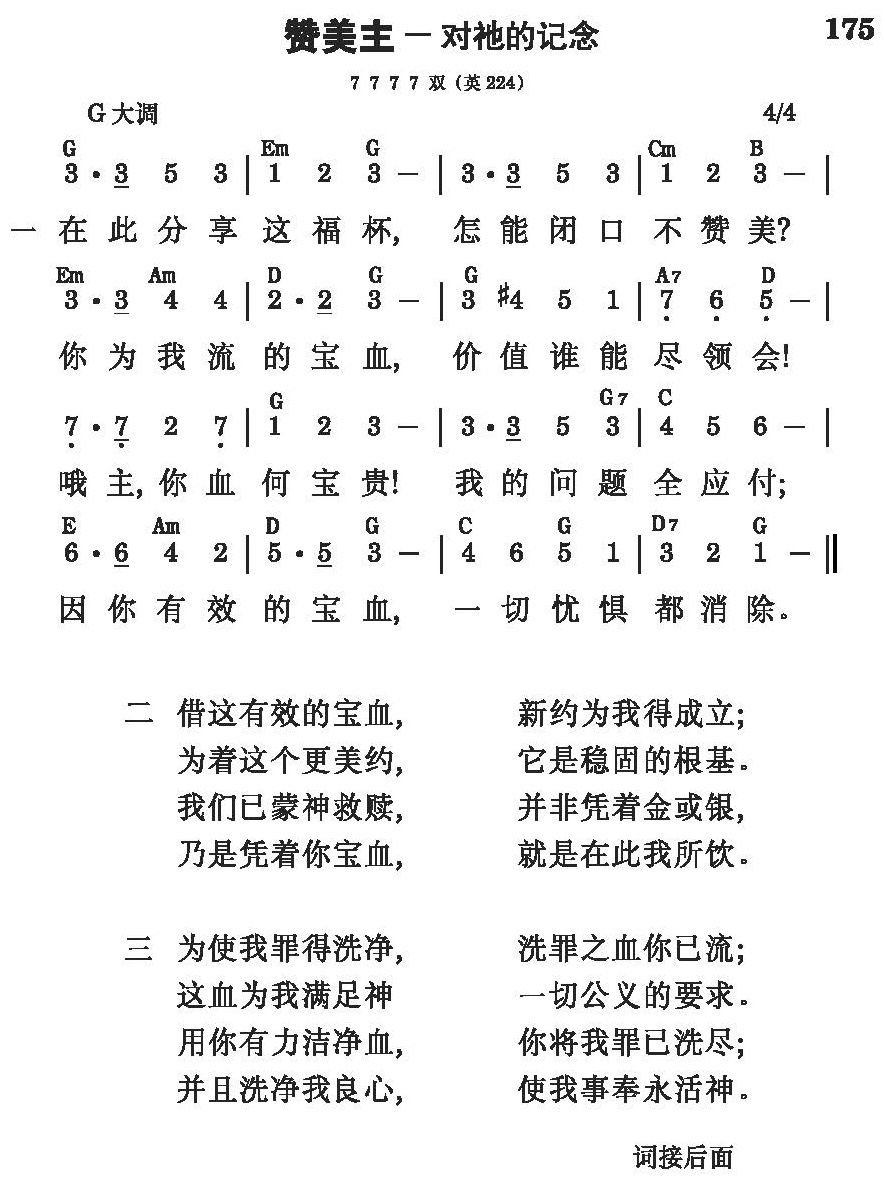 赞美主 — 对祂的记念 175
7 7 7 7 双（英 224）
G 大调 4/4
G Em G Cm B
3 · 3 5 3 | 1 2 3 — | 3 · 3 5 3 | 1 2 3 — |
一 在此分享这福杯, 怎能闭口不赞美?
Em Am D G G A7 D
3 · 3 4 4 | 2 · 2 3 — | 3 #4 5 1 | 7 6 5 — |
你为我流的宝血, 价值谁能尽领会!
G G7 C
7 · 7 2 7 | 1 2 3 — | 3 · 3 5 3 | 4 5 6 — |
哦主, 你血何宝贵! 我的问题全应付;
E Am D G C G D7 G
6 · 6 4 2 | 5 · 5 3 — | 4 6 5 1 | 3 2 1 — ‖
因你有效的宝血, 一切忧惧都消除。
二 借这有效的宝血, 新约为我得成立;
为着这个更美约, 它是稳固的根基。
我们已蒙神救赎, 并非凭着金或银,
乃是凭着你宝血, 就是在此我所饮。
三 为使我罪得洗净, 洗罪之血你已流;
这血为我满足神 一切公义的要求。
用你有力洁净血, 你将我罪已洗尽;
并且洗净我良心, 使我事奉永活神。
词接后面